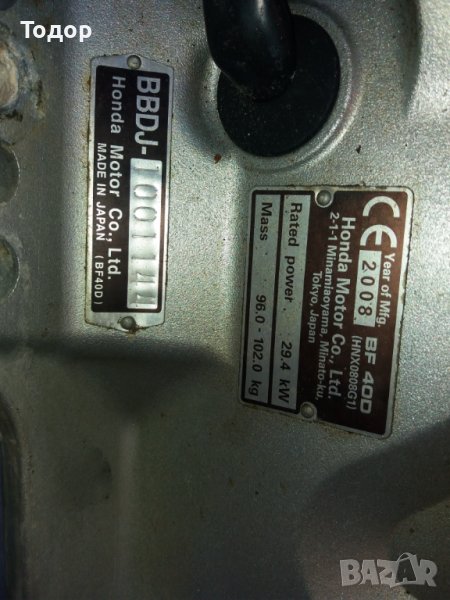 Тодор
BBDJ-1001144
Honda Motor Co., Ltd.
MADE IN JAPAN (BF40D)
CE Year of Mfg. BF 40D
2008 (HNX0808G1)
Honda Motor Co., Ltd.
2-1-1 Minamiaoyama, Minato-ku,
Tokyo, Japan
Rated power . 29.4 kW
Mass 96.0 - 102.0 kg
BAZAR